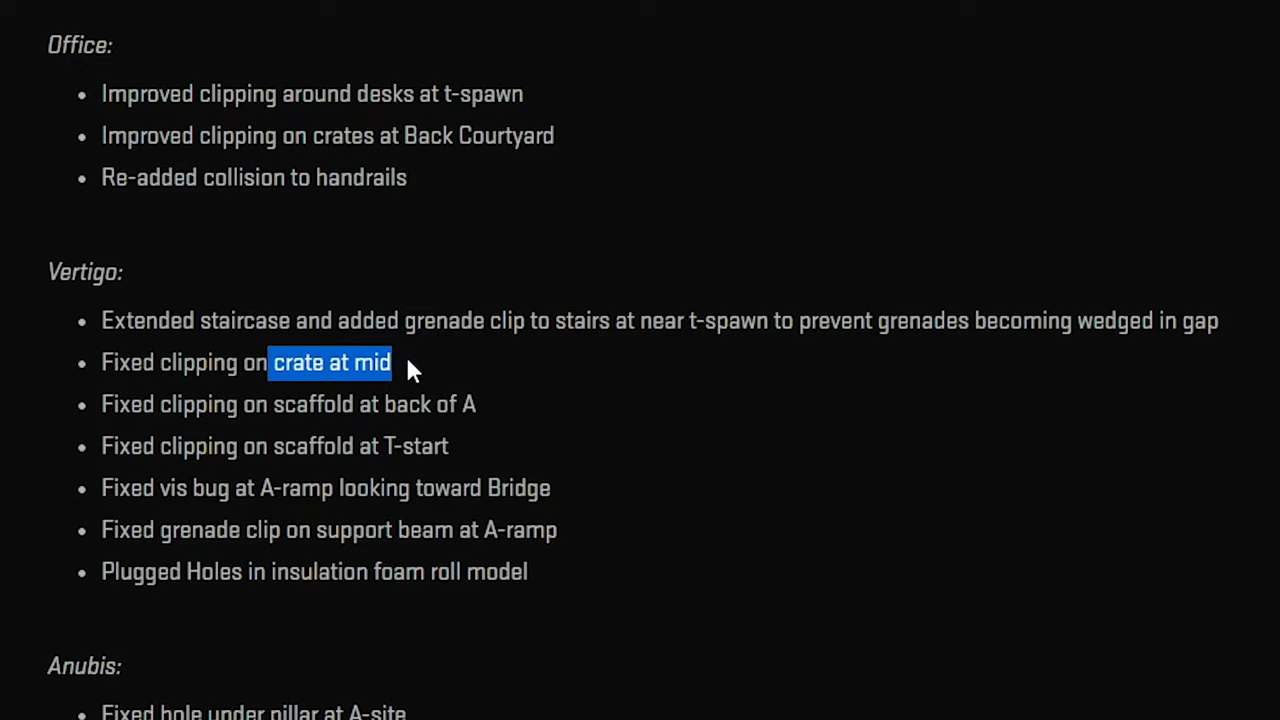 Office:
• Improved clipping around desks at t-spawn
• Improved clipping on crates at Back Courtyard
• Re-added collision to handrails
Vertigo:
• Extended staircase and added grenade clip to stairs at near t-spawn to prevent grenades becoming wedged in gap
• Fixed clipping on crate at mid
• Fixed clipping on scaffold at back of A
• Fixed clipping on scaffold at T-start
• Fixed vis bug at A-ramp looking toward Bridge
• Fixed grenade clip on support beam at A-ramp
• Plugged Holes in insulation foam roll model
Anubis:
• Fixed hole under pillar at A-site